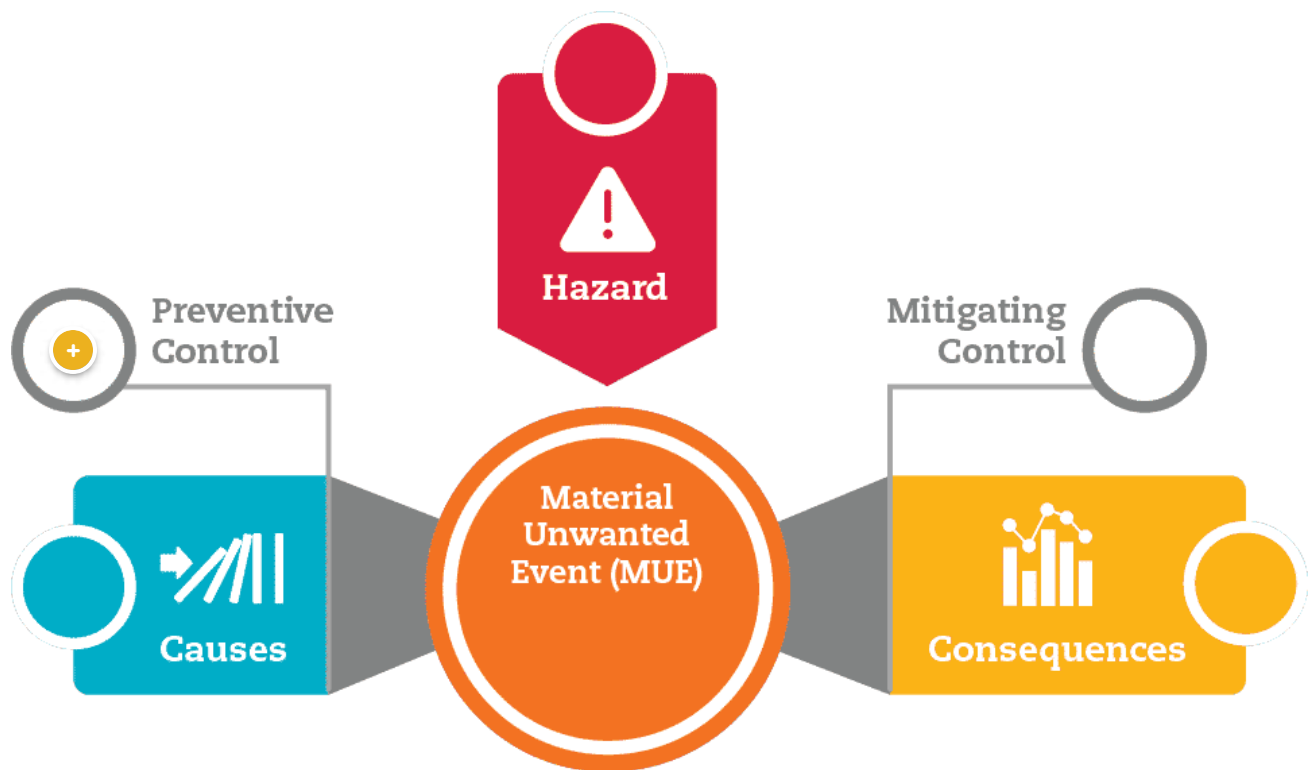 Hazard
Preventive
Control
Mitigating
Control
Material
Unwanted
Event (MUE)
Causes
Consequences